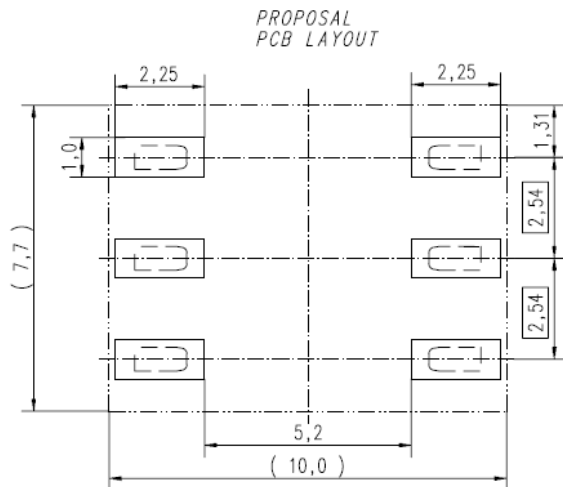 PROPOSAL
PCB LAYOUT
2,25
2,25
1,0
1,31
2,54
( 7,7 )
2,54
5,2
( 10,0 )